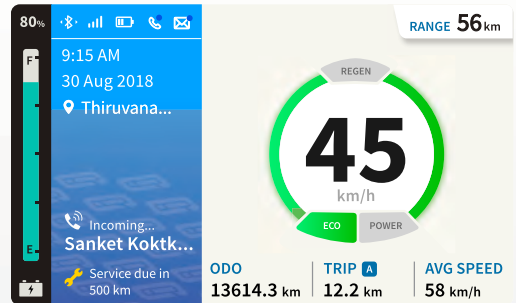 80%
F
E
9:15 AM
30 Aug 2018
Thiruvana...
Incoming...
Sanket Koktk...
Service due in
500 km
RANGE 56 km
REGEN
45
km/h
ECO POWER
ODO
13614.3 km
TRIP A
12.2 km
AVG SPEED
58 km/h